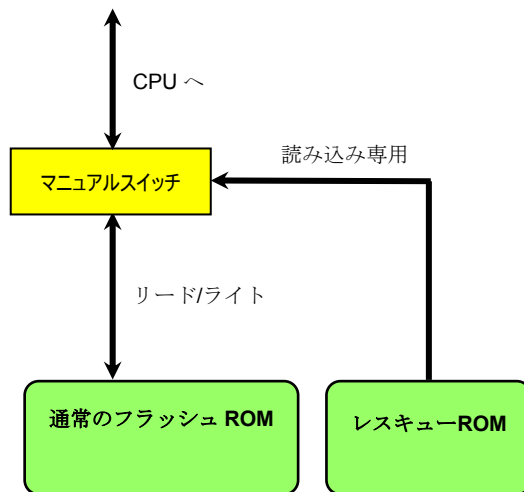 CPU へ
読み込み専用
マニュアルスイッチ
リード/ライト
通常のフラッシュ ROM
レスキューROM